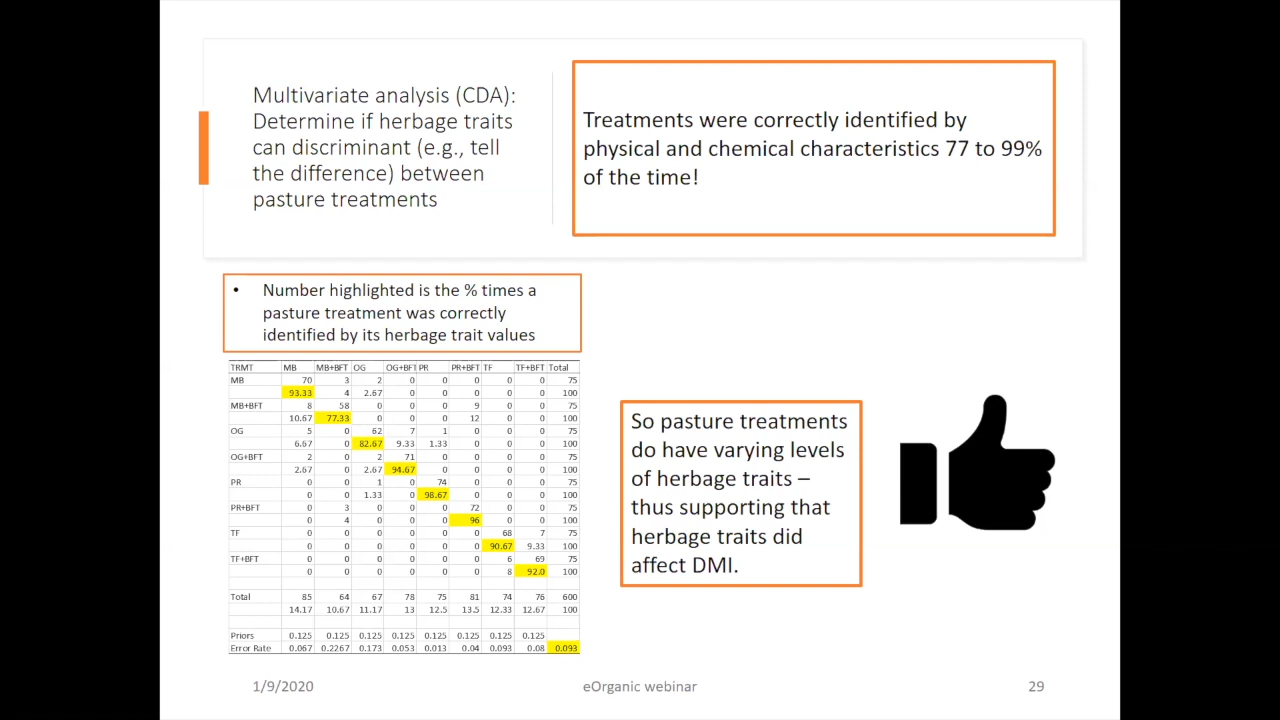 Multivariate analysis (CDA):
Determine if herbage traits
can discriminant (e.g., tell
the difference) between
pasture treatments
Treatments were correctly identified by
physical and chemical characteristics 77 to 99%
of the time!
• Number highlighted is the % times a
pasture treatment was correctly
identified by its herbage trait values
TRMT MB MB+BFT OG OG+BFT PR PR+BFT TF TF+BFT Total
MB 70 3 2 0 0 0 0 0 75
93.33 4 2.67 0 0 0 0 0 100
MB+BFT 8 58 0 0 0 9 0 0 75
10.67 77.33 0 0 0 12 0 0 100
OG 5 0 62 7 1 0 0 0 75
6.67 0 82.67 9.33 1.33 0 0 0 100
OG+BFT 2 0 2 71 0 0 0 0 75
2.67 0 2.67 94.67 0 0 0 0 100
PR 0 0 1 0 74 0 0 0 75
0 0 1.33 0 98.67 0 0 0 100
PR+BFT 0 3 0 0 0 72 0 0 75
0 4 0 0 0 96 0 0 100
TF 0 0 0 0 0 0 68 7 75
0 0 0 0 0 0 90.67 9.33 100
TF+BFT 0 0 0 0 0 0 6 69 75
0 0 0 0 0 0 8 92.0 100
Total 85 64 67 78 75 81 74 76 600
14.17 10.67 11.17 13 12.5 13.5 12.33 12.67 100
Priors 0.125 0.125 0.125 0.125 0.125 0.125 0.125 0.125
Error Rate 0.067 0.2267 0.173 0.053 0.013 0.04 0.093 0.08 0.093
So pasture treatments
do have varying levels
of herbage traits –
thus supporting that
herbage traits did
affect DMI.
1/9/2020
eOrganic webinar
29